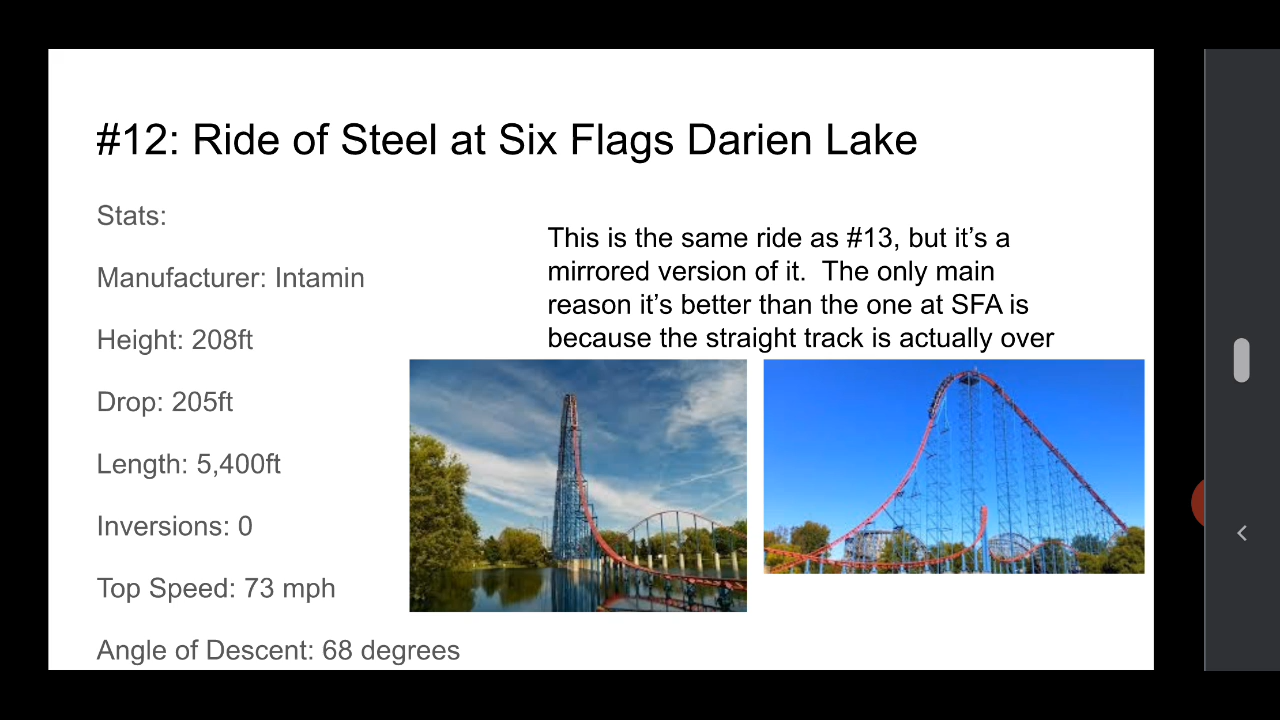 #12: Ride of Steel at Six Flags Darien Lake
Stats:
Manufacturer: Intamin
Height: 208ft
Drop: 205ft
Length: 5,400ft
Inversions: 0
Top Speed: 73 mph
Angle of Descent: 68 degrees
This is the same ride as #13, but it’s a
mirrored version of it.  The only main
reason it’s better than the one at SFA is
because the straight track is actually over